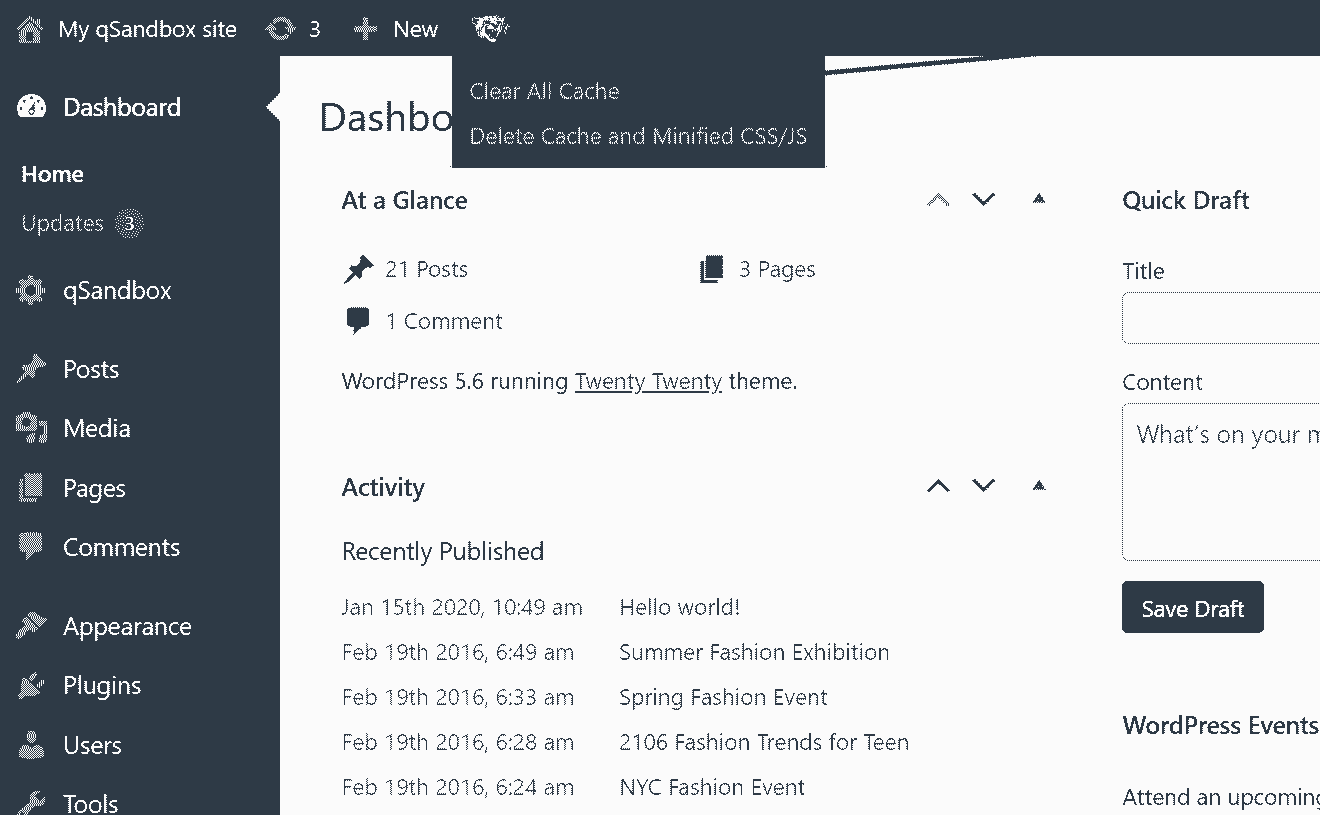 My qSandbox site 3 New
Clear All Cache
Delete Cache and Minified CSS/JS
Dashboard
Home
Updates 3
qSandbox
Posts
Media
Pages
Comments
Appearance
Plugins
Users
Tools
Dashbo
At a Glance
21 Posts
3 Pages
1 Comment
WordPress 5.6 running Twenty Twenty theme.
Activity
Recently Published
Jan 15th 2020, 10:49 am Hello world!
Feb 19th 2016, 6:49 am Summer Fashion Exhibition
Feb 19th 2016, 6:33 am Spring Fashion Event
Feb 19th 2016, 6:28 am 2106 Fashion Trends for Teen
Feb 19th 2016, 6:24 am NYC Fashion Event
Quick Draft
Title
Content
What's on your m
Save Draft
WordPress Events
Attend an upcoming